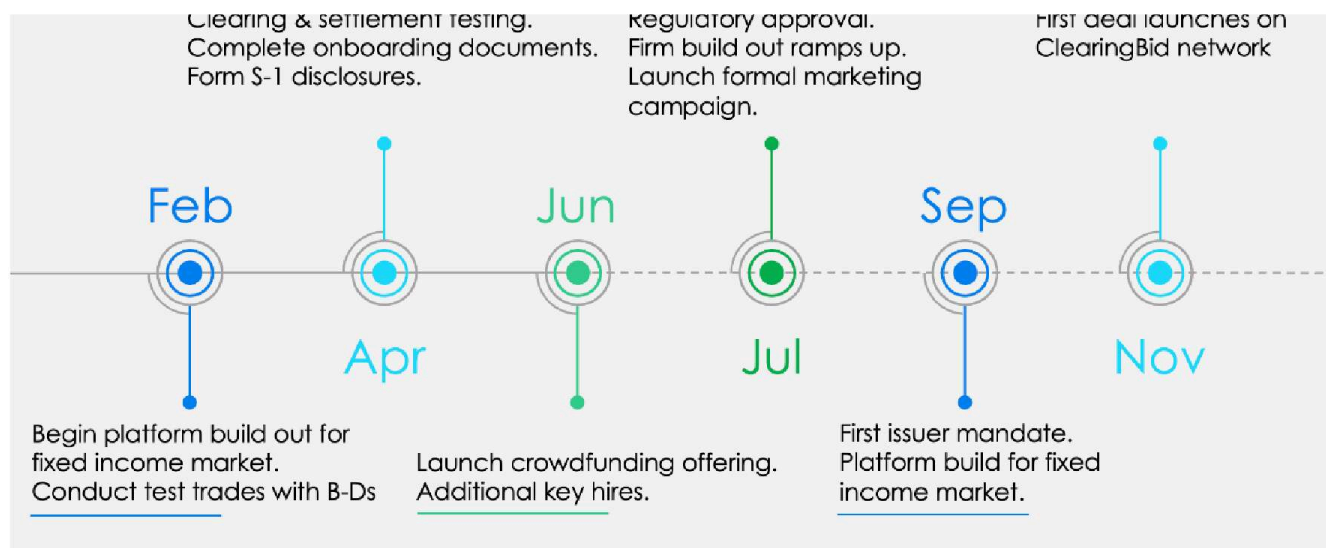 Clearing & settlement testing.
Complete onboarding documents.
Form S-1 disclosures.
Regulatory approval.
Firm build out ramps up.
Launch formal marketing
campaign.
First deal launches on
ClearingBid network
Feb
Jun
Sep
Apr
Jul
Nov
Begin platform build out for
fixed income market.
Conduct test trades with B-Ds
Launch crowdfunding offering.
Additional key hires.
First issuer mandate.
Platform build for fixed
income market.